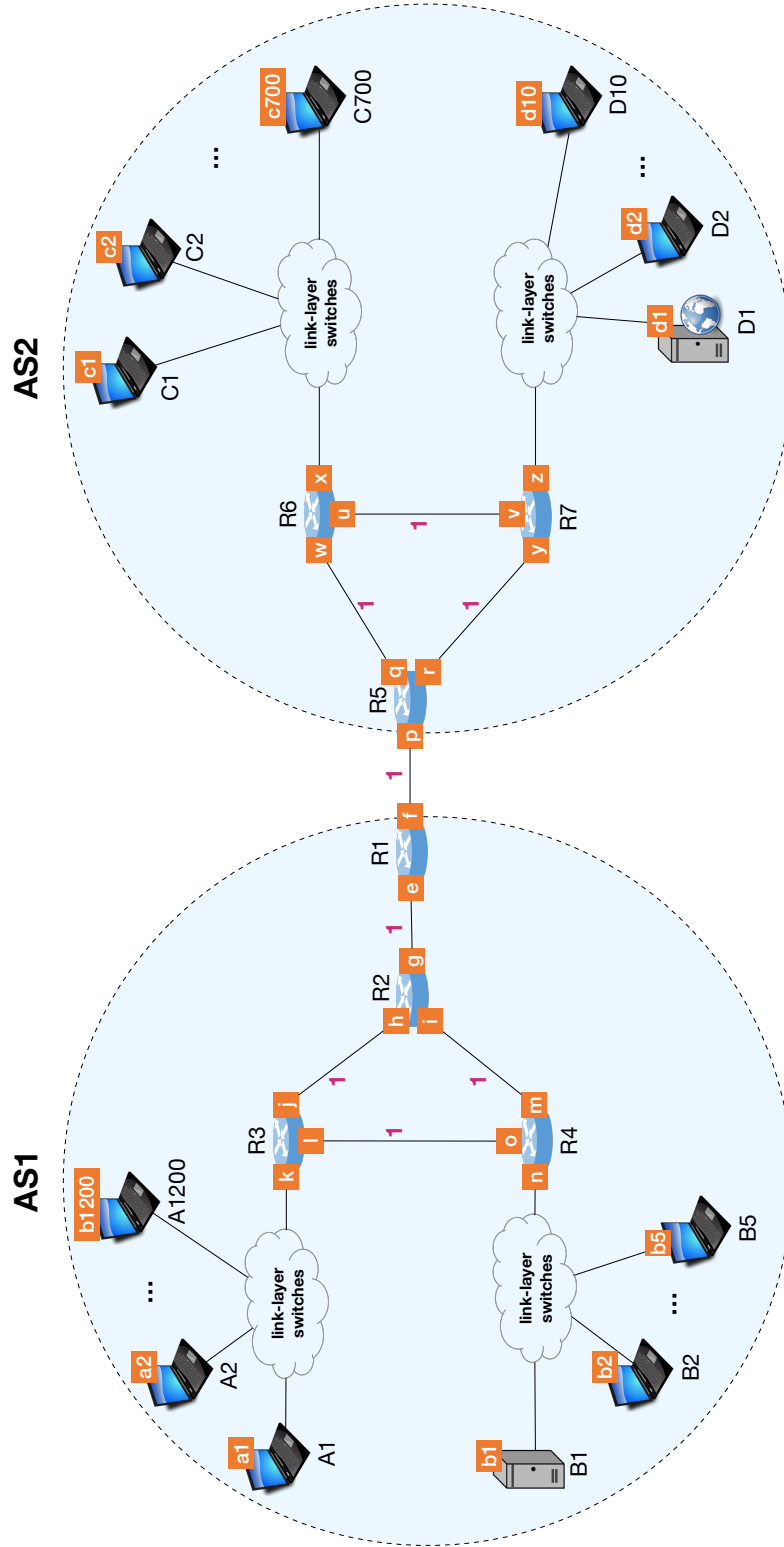 AS1
AS2
b1200
A1200
...
a2
A2
a1
A1
link-layer
switches
k
R3
j
l
1
1
1
h
R2
g
i
1
e
R1
f
1
p
R5
q
r
1
1
w
R6
x
u
1
v
y
R7
z
link-layer
switches
c1
C1
c2
C2
...
c700
C700
o
n
R4
m
link-layer
switches
b1
B1
b2
B2
...
b5
B5
link-layer
switches
d1
D1
d2
D2
...
d10
D10